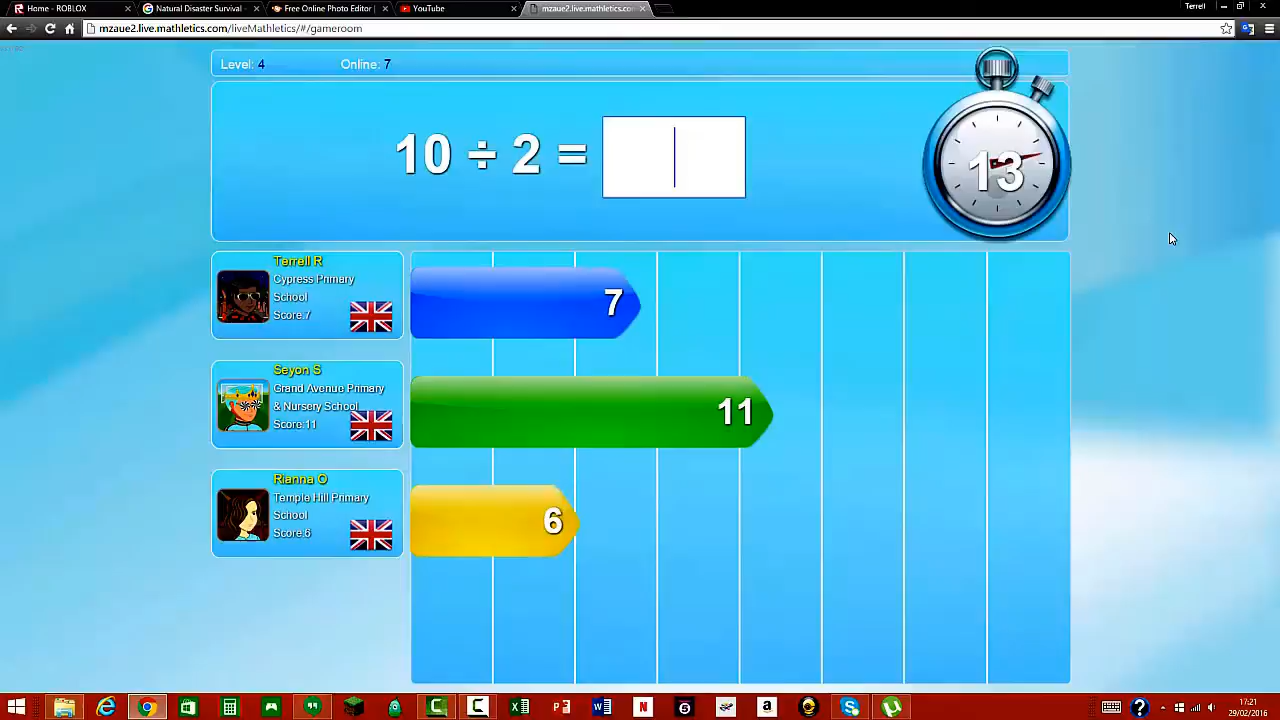 Home - ROBLOX
Natural Disaster Survival -
Free Online Photo Editor |
YouTube
mzaue2.live.mathletics.co
Terrell
mzaue2.live.mathletics.com/liveMathletics/#/gameroom
Level: 4
Online: 7
10 ÷ 2 =
13
Terrell R
Cypress Primary
School
Score:7
7
Seyon S
Grand Avenue Primary
& Nursery School
Score:11
11
Rianna O
Temple Hill Primary
School
Score:6
6
17:21
29/02/2016